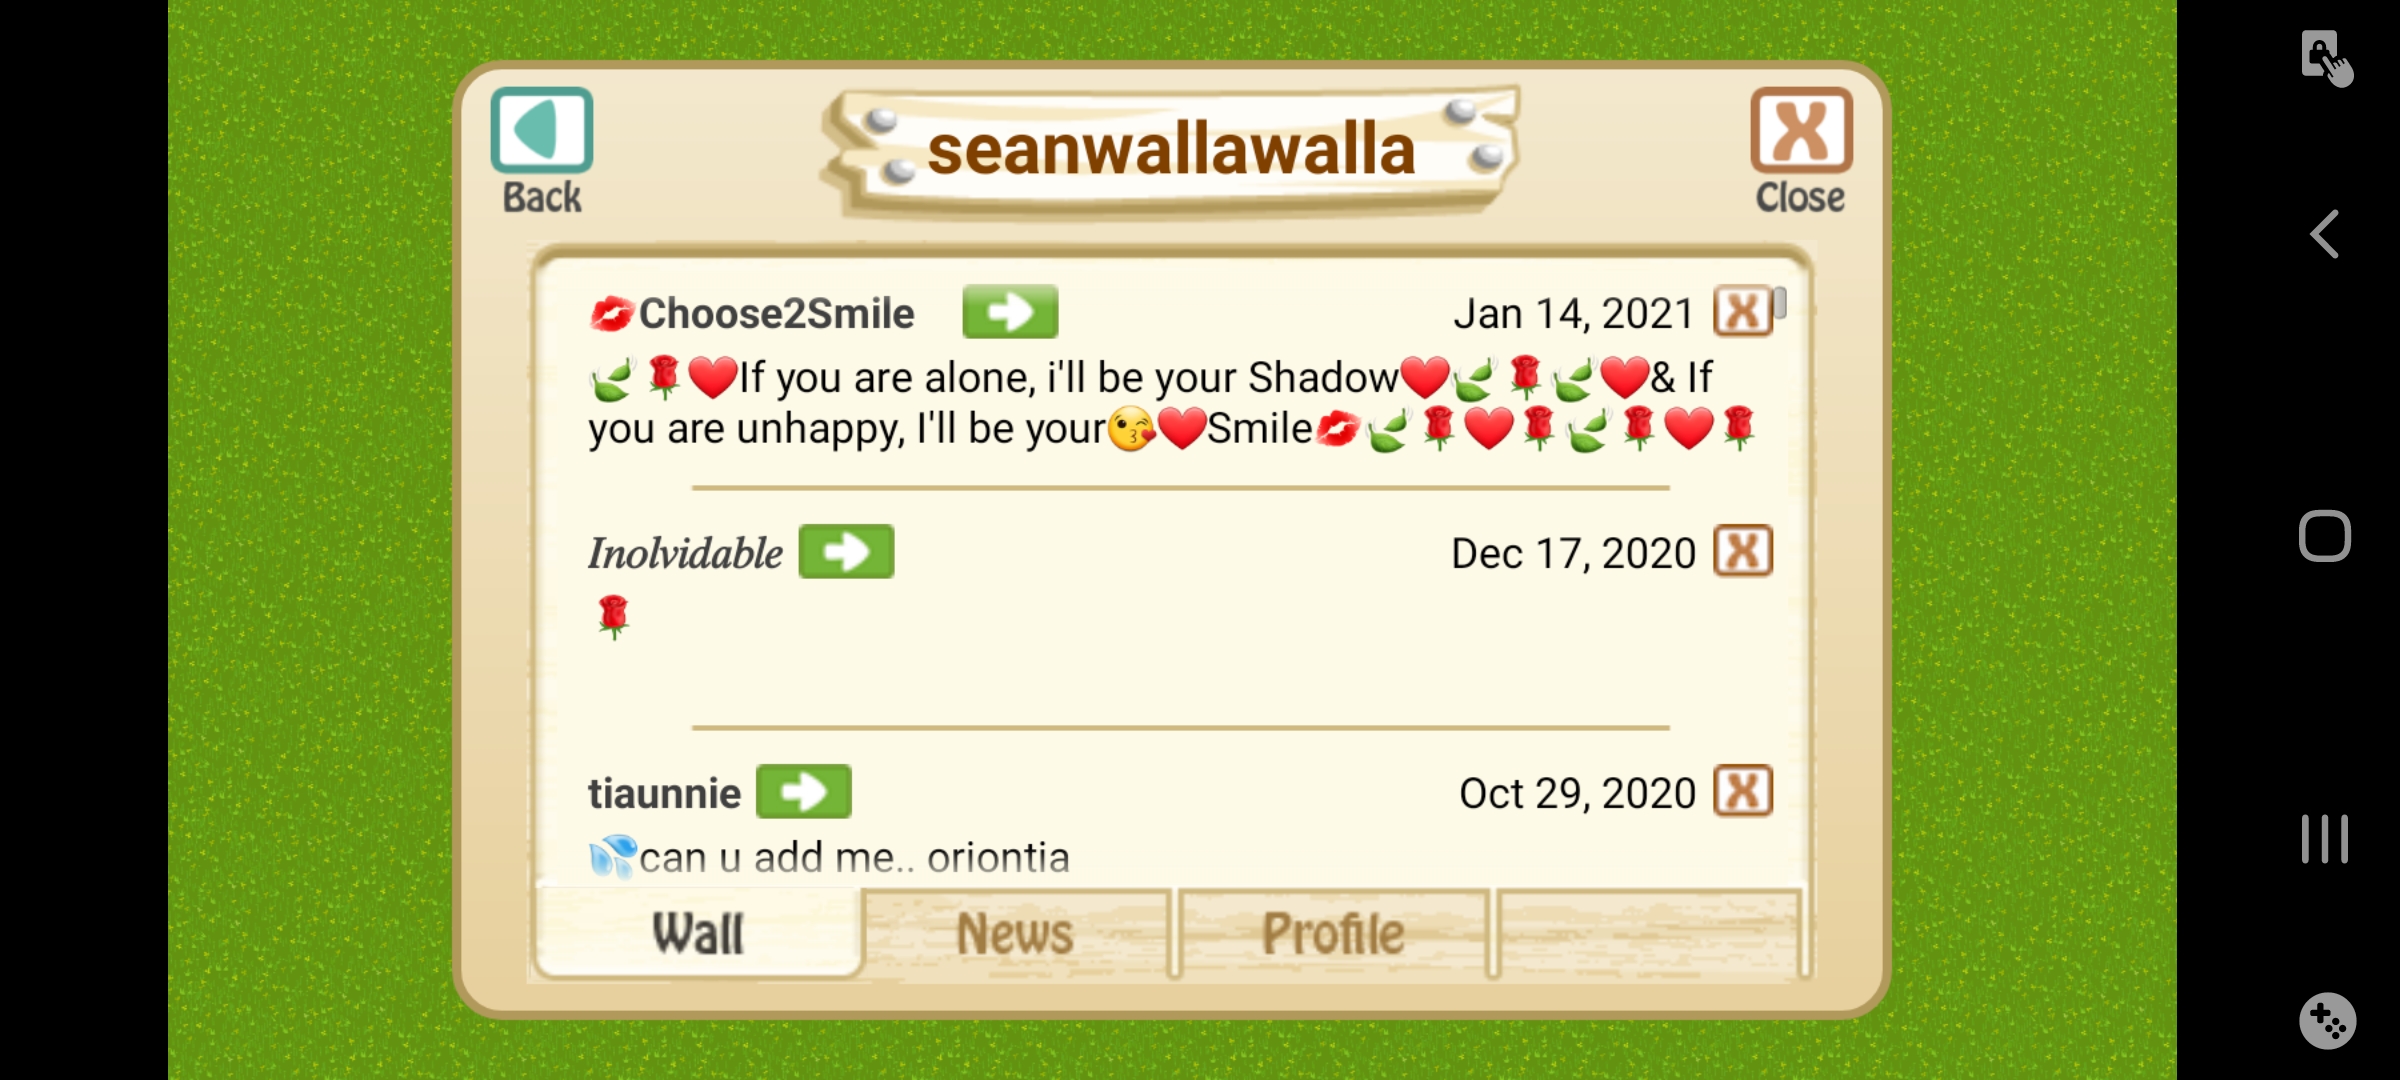 seanwallawalla
Back
Close
💋Choose2Smile
Jan 14, 2021
🍃🌹❤️If you are alone, i'll be your Shadow❤️🍃🌹🍃❤️& If
you are unhappy, I'll be your😘❤️Smile💋🍃🌹❤️🌹🍃🌹❤️🌹
Inolvidable
Dec 17, 2020
🌹
tiaunnie
Oct 29, 2020
💦can u add me.. oriontia
Wall
News
Profile